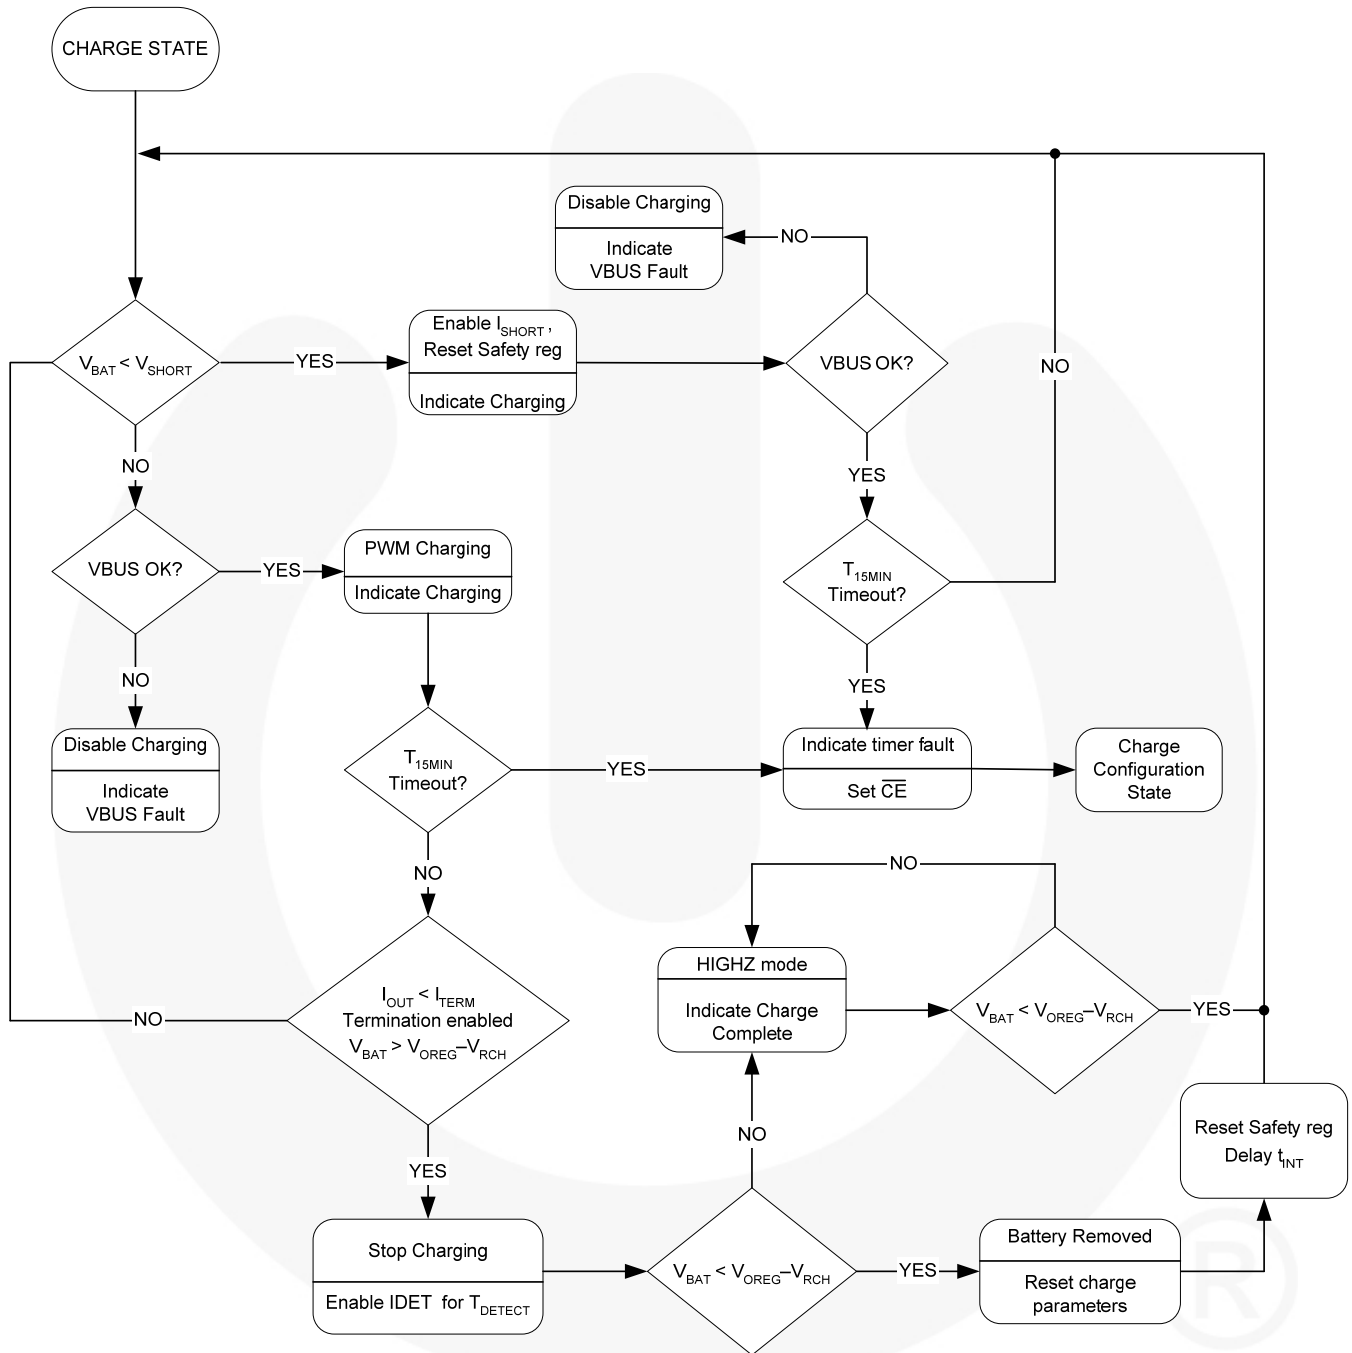 CHARGE STATE
Disable Charging
Indicate
VBUS Fault
NO
V_BAT < V_SHORT
YES
Enable I_SHORT ,
Reset Safety reg
Indicate Charging
VBUS OK?
NO
NO
YES
VBUS OK?
YES
PWM Charging
Indicate Charging
T_15MIN
Timeout?
NO
YES
Disable Charging
Indicate
VBUS Fault
T_15MIN
Timeout?
YES
Indicate timer fault
Set C̅E̅
Charge
Configuration
State
NO
NO
HIGHZ mode
Indicate Charge
Complete
V_BAT < V_OREG–V_RCH
YES
NO
I_OUT < I_TERM
Termination enabled
V_BAT > V_OREG–V_RCH
NO
Reset Safety reg
Delay t_INT
YES
Stop Charging
Enable IDET for T_DETECT
V_BAT < V_OREG–V_RCH
YES
Battery Removed
Reset charge
parameters
®